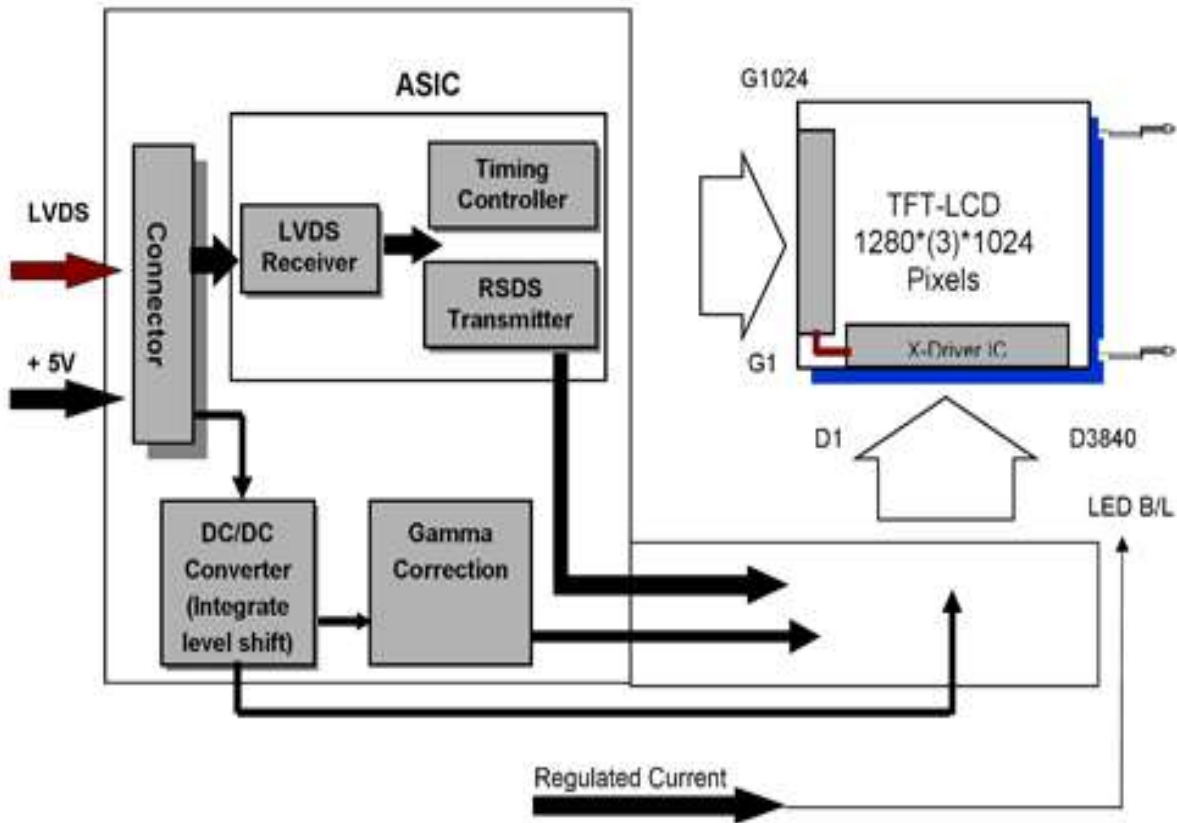 ASIC
LVDS
+ 5V
Connector
LVDS
Receiver
Timing
Controller
RSDS
Transmitter
DC/DC
Converter
(Integrate
level shift)
Gamma
Correction
G1024
TFT-LCD
1280*(3)*1024
Pixels
X-Driver IC
G1
D1
D3840
LED B/L
Regulated Current